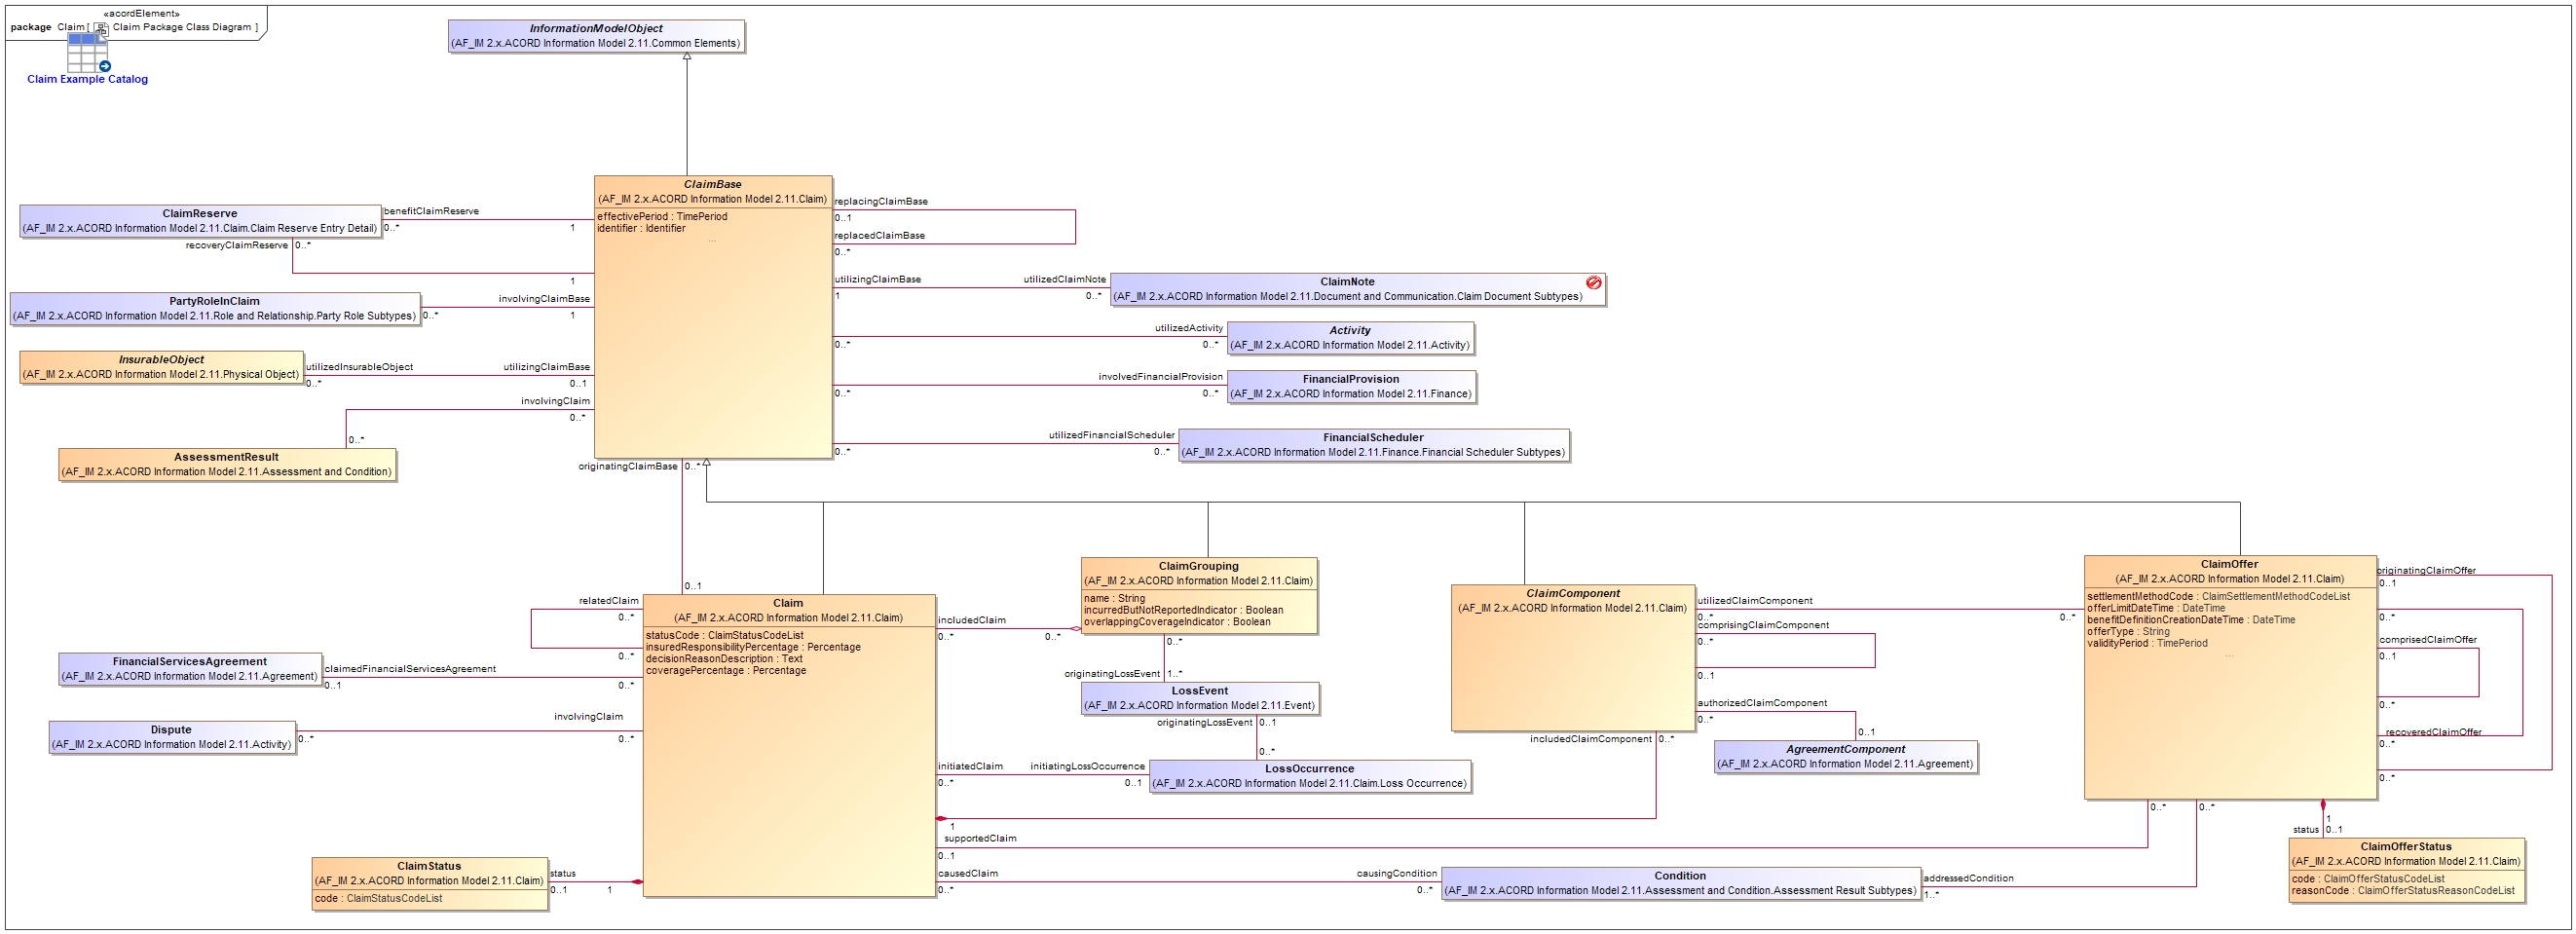 «acordElement»
package Claim [ Claim Package Class Diagram ]
Claim Example Catalog
InformationModelObject
(AF_IM 2.x.ACORD Information Model 2.11.Common Elements)
ClaimBase
(AF_IM 2.x.ACORD Information Model 2.11.Claim)
effectivePeriod : TimePeriod
identifier : Identifier
...
replacingClaimBase
0..1
replacedClaimBase
0..*
ClaimReserve
(AF_IM 2.x.ACORD Information Model 2.11.Claim.Claim Reserve Entry Detail)
benefitClaimReserve
0..*
1
recoveryClaimReserve
0..*
1
PartyRoleInClaim
(AF_IM 2.x.ACORD Information Model 2.11.Role and Relationship.Party Role Subtypes)
involvingClaimBase
0..*
1
InsurableObject
(AF_IM 2.x.ACORD Information Model 2.11.Physical Object)
utilizedInsurableObject
0..*
utilizingClaimBase
0..1
involvingClaim
0..*
0..*
AssessmentResult
(AF_IM 2.x.ACORD Information Model 2.11.Assessment and Condition)
utilizingClaimBase
1
utilizedClaimNote
0..*
ClaimNote
(AF_IM 2.x.ACORD Information Model 2.11.Document and Communication.Claim Document Subtypes)
utilizedActivity
0..*
0..*
Activity
(AF_IM 2.x.ACORD Information Model 2.11.Activity)
involvedFinancialProvision
0..*
0..*
FinancialProvision
(AF_IM 2.x.ACORD Information Model 2.11.Finance)
utilizedFinancialScheduler
0..*
0..*
FinancialScheduler
(AF_IM 2.x.ACORD Information Model 2.11.Finance.Financial Scheduler Subtypes)
originatingClaimBase
0..*
0..1
relatedClaim
0..*
0..*
Claim
(AF_IM 2.x.ACORD Information Model 2.11.Claim)
statusCode : ClaimStatusCodeList
insuredResponsibilityPercentage : Percentage
decisionReasonDescription : Text
coveragePercentage : Percentage
FinancialServicesAgreement
(AF_IM 2.x.ACORD Information Model 2.11.Agreement)
claimedFinancialServicesAgreement
0..1
0..*
Dispute
(AF_IM 2.x.ACORD Information Model 2.11.Activity)
involvingClaim
0..*
0..*
ClaimStatus
(AF_IM 2.x.ACORD Information Model 2.11.Claim)
code : ClaimStatusCodeList
status
0..1
1
ClaimGrouping
(AF_IM 2.x.ACORD Information Model 2.11.Claim)
name : String
incurredButNotReportedIndicator : Boolean
overlappingCoverageIndicator : Boolean
includedClaim
0..*
0..*
0..*
originatingLossEvent
1..*
LossEvent
(AF_IM 2.x.ACORD Information Model 2.11.Event)
originatingLossEvent
0..1
0..*
initiatedClaim
0..*
initiatingLossOccurrence
0..1
LossOccurrence
(AF_IM 2.x.ACORD Information Model 2.11.Claim.Loss Occurrence)
1
supportedClaim
0..1
causedClaim
0..*
causingCondition
0..*
Condition
(AF_IM 2.x.ACORD Information Model 2.11.Assessment and Condition.Assessment Result Subtypes)
addressedCondition
1..*
ClaimComponent
(AF_IM 2.x.ACORD Information Model 2.11.Claim)
utilizedClaimComponent
0..*
0..*
comprisingClaimComponent
0..*
0..1
authorizedClaimComponent
0..*
0..1
includedClaimComponent
0..*
AgreementComponent
(AF_IM 2.x.ACORD Information Model 2.11.Agreement)
ClaimOffer
(AF_IM 2.x.ACORD Information Model 2.11.Claim)
settlementMethodCode : ClaimSettlementMethodCodeList
offerLimitDateTime : DateTime
benefitDefinitionCreationDateTime : DateTime
offerType : String
validityPeriod : TimePeriod
...
originatingClaimOffer
0..1
0..*
comprisedClaimOffer
0..1
0..*
recoveredClaimOffer
0..*
0..*
0..*
0..*
1
status
0..1
ClaimOfferStatus
(AF_IM 2.x.ACORD Information Model 2.11.Claim)
code : ClaimOfferStatusCodeList
reasonCode : ClaimOfferStatusReasonCodeList